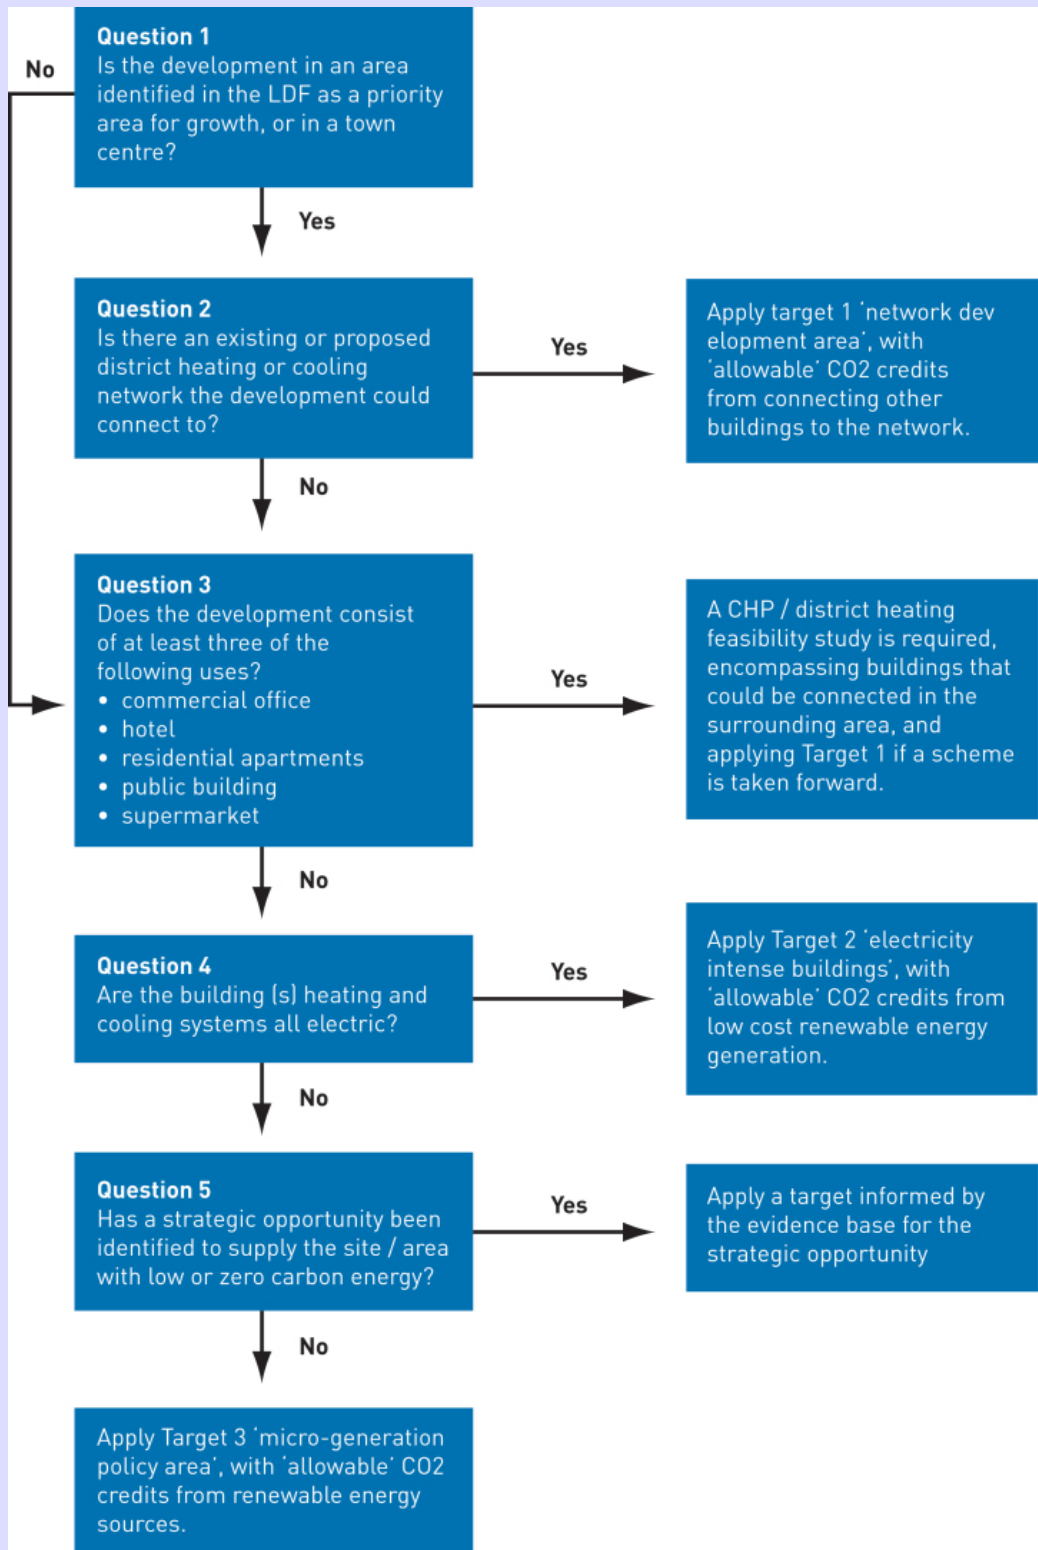 Question 1
Is the development in an area
identified in the LDF as a priority
area for growth, or in a town
centre?
No
Yes
Question 2
Is there an existing or proposed
district heating or cooling
network the development could
connect to?
Yes
Apply target 1 ‘network dev
elopment area’, with
‘allowable’ CO2 credits
from connecting other
buildings to the network.
No
Question 3
Does the development consist
of at least three of the
following uses?
• commercial office
• hotel
• residential apartments
• public building
• supermarket
Yes
A CHP / district heating
feasibility study is required,
encompassing buildings that
could be connected in the
surrounding area, and
applying Target 1 if a scheme
is taken forward.
No
Question 4
Are the building (s) heating and
cooling systems all electric?
Yes
Apply Target 2 ‘electricity
intense buildings’, with
‘allowable’ CO2 credits from
low cost renewable energy
generation.
No
Question 5
Has a strategic opportunity been
identified to supply the site / area
with low or zero carbon energy?
Yes
Apply a target informed by
the evidence base for the
strategic opportunity
No
Apply Target 3 ‘micro-generation
policy area’, with ‘allowable’ CO2
credits from renewable energy
sources.